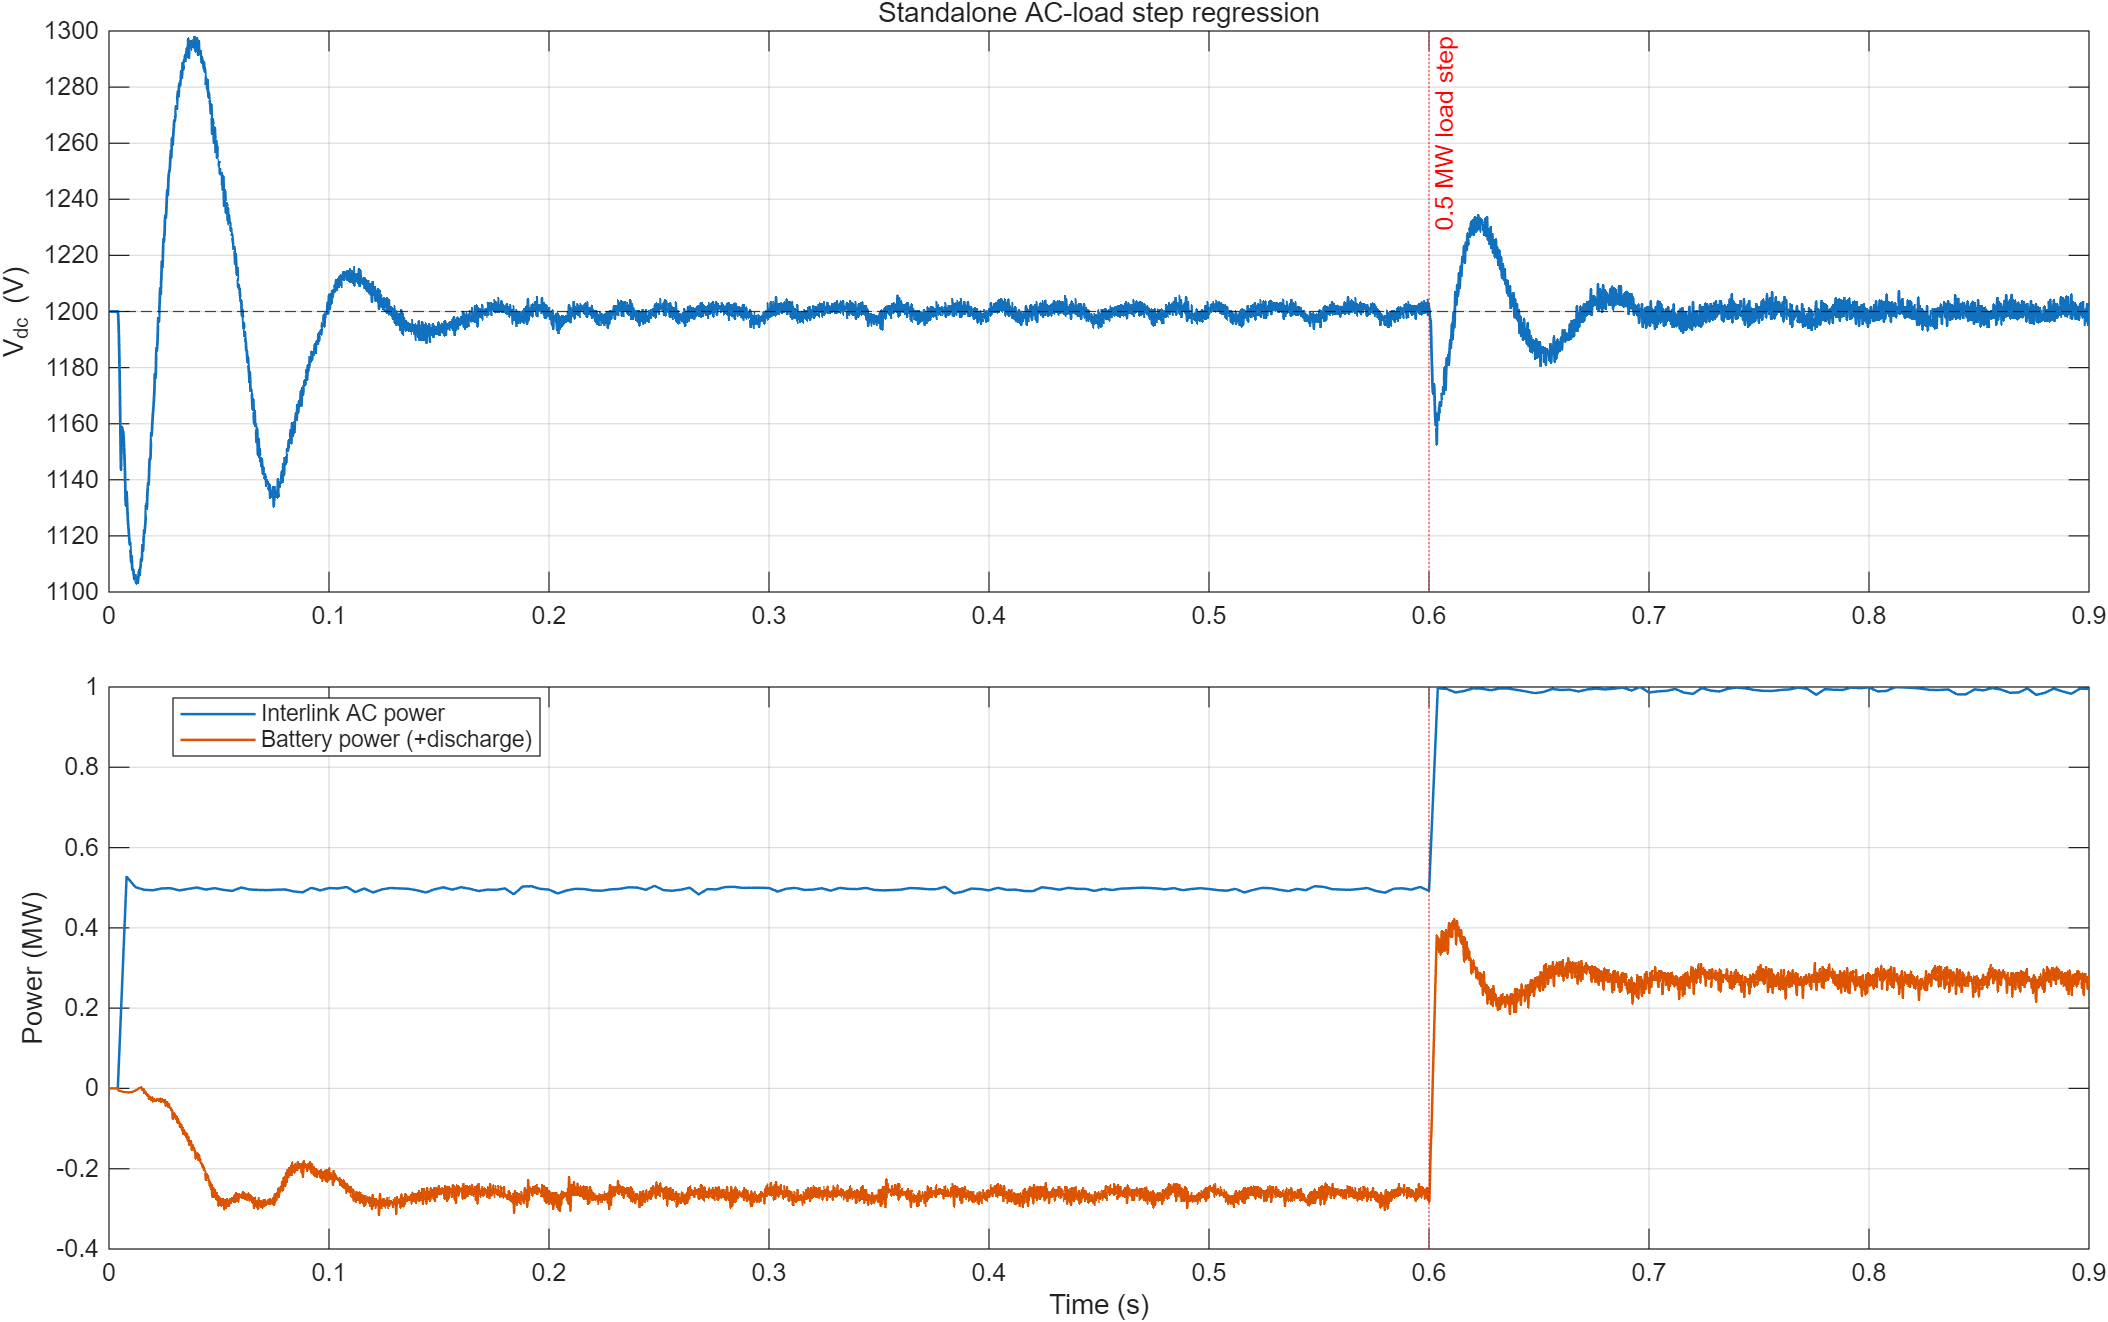 Standalone AC-load step regression
1300
1280
1260
1240
1220
1200
1180
1160
1140
1120
1100
V_dc (V)
0.5 MW load step
0 0.1 0.2 0.3 0.4 0.5 0.6 0.7 0.8 0.9
1
0.8
0.6
0.4
0.2
0
-0.2
-0.4
Power (MW)
Interlink AC power
Battery power (+discharge)
0 0.1 0.2 0.3 0.4 0.5 0.6 0.7 0.8 0.9
Time (s)